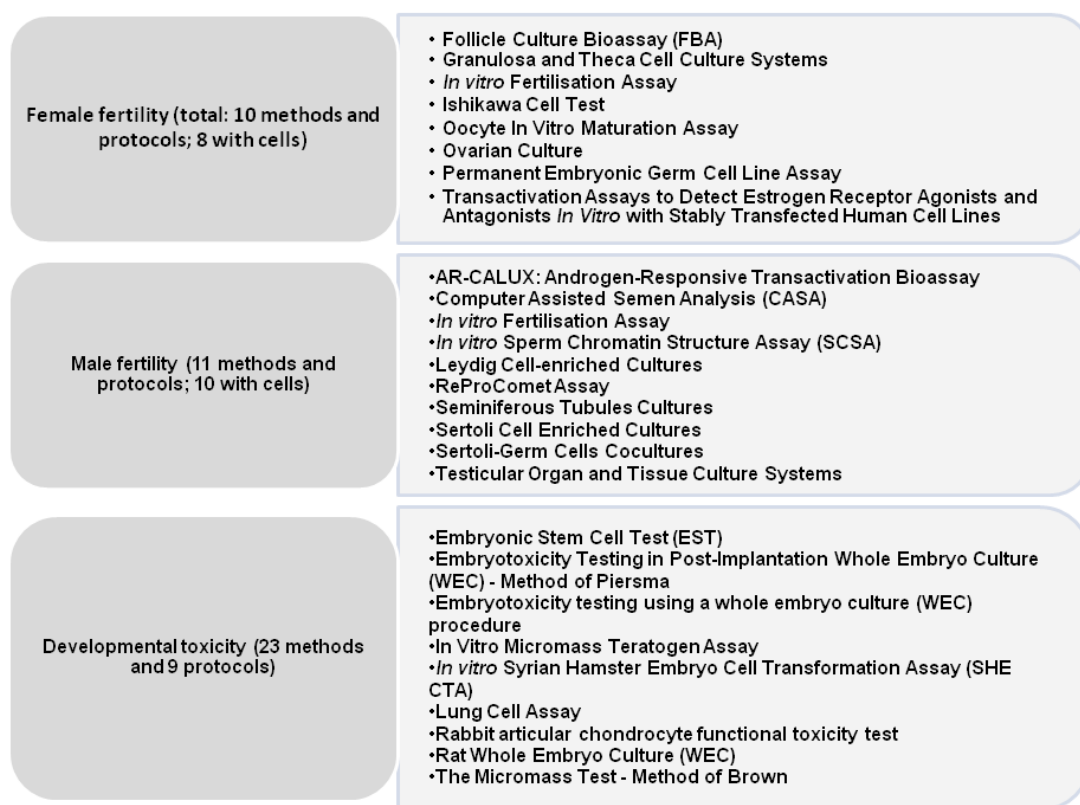 Female fertility (total: 10 methods and
protocols; 8 with cells)
• Follicle Culture Bioassay (FBA)
• Granulosa and Theca Cell Culture Systems
• In vitro Fertilisation Assay
• Ishikawa Cell Test
• Oocyte In Vitro Maturation Assay
• Ovarian Culture
• Permanent Embryonic Germ Cell Line Assay
• Transactivation Assays to Detect Estrogen Receptor Agonists and
Antagonists In Vitro with Stably Transfected Human Cell Lines
Male fertility (11 methods and
protocols; 10 with cells)
•AR-CALUX: Androgen-Responsive Transactivation Bioassay
•Computer Assisted Semen Analysis (CASA)
•In vitro Fertilisation Assay
•In vitro Sperm Chromatin Structure Assay (SCSA)
•Leydig Cell-enriched Cultures
•ReProComet Assay
•Seminiferous Tubules Cultures
•Sertoli Cell Enriched Cultures
•Sertoli-Germ Cells Cocultures
•Testicular Organ and Tissue Culture Systems
Developmental toxicity (23 methods
and 9 protocols)
•Embryonic Stem Cell Test (EST)
•Embryotoxicity Testing in Post-Implantation Whole Embryo Culture
(WEC) - Method of Piersma
•Embryotoxicity testing using a whole embryo culture (WEC)
procedure
•In Vitro Micromass Teratogen Assay
•In vitro Syrian Hamster Embryo Cell Transformation Assay (SHE
CTA)
•Lung Cell Assay
•Rabbit articular chondrocyte functional toxicity test
•Rat Whole Embryo Culture (WEC)
•The Micromass Test - Method of Brown